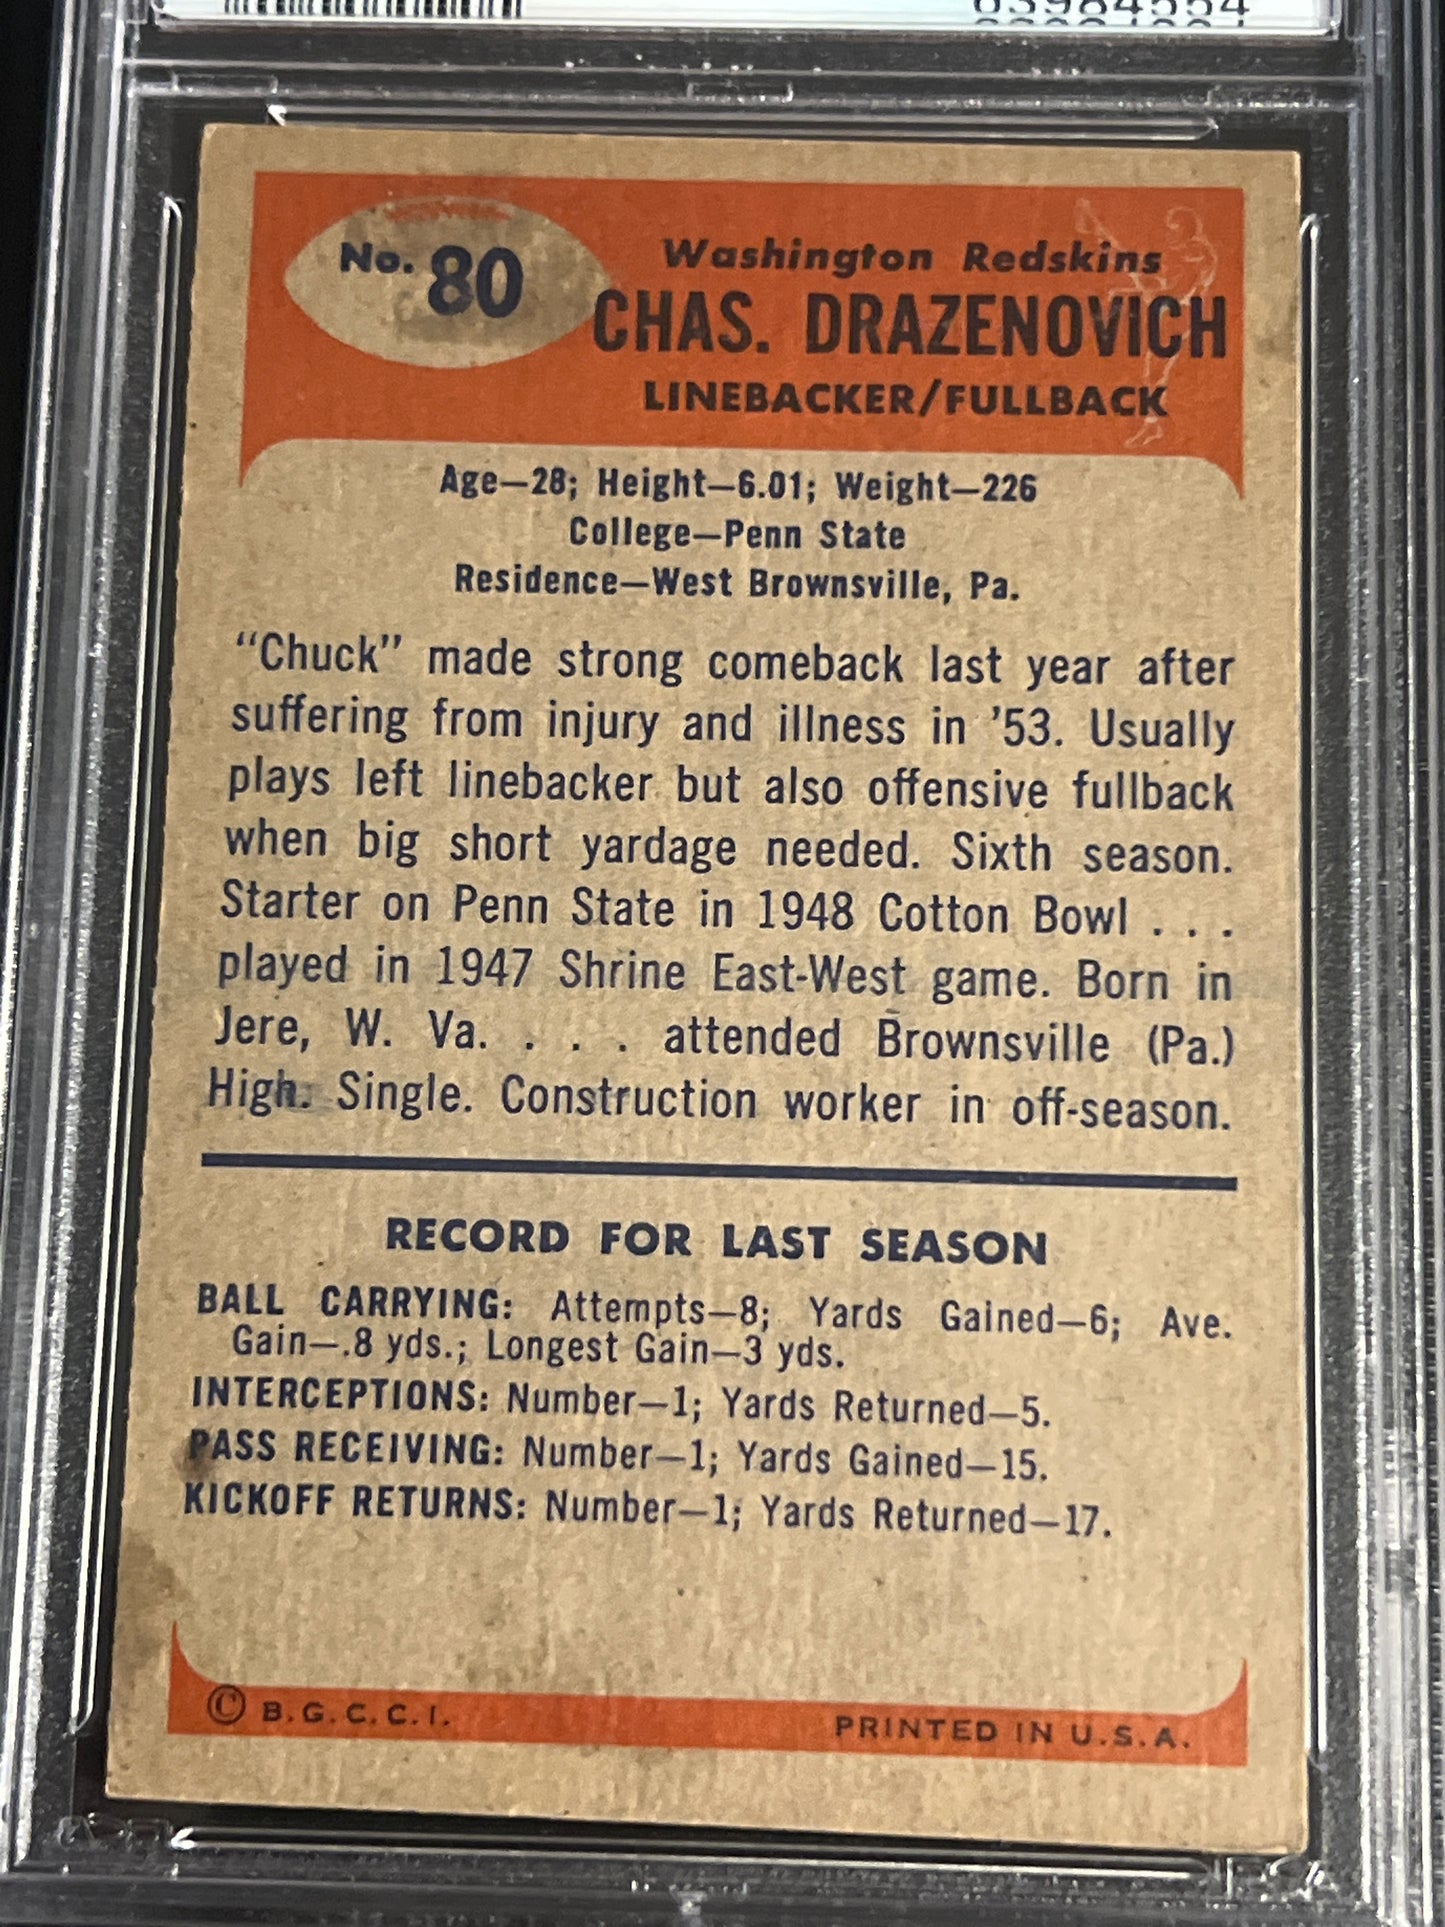 No. 80
Washington Redskins
CHAS. DRAZENOVICH
LINEBACKER/FULLBACK
Age—28; Height—6.01; Weight—226
College—Penn State
Residence—West Brownsville, Pa.
"Chuck" made strong comeback last year after
suffering from injury and illness in '53. Usually
plays left linebacker but also offensive fullback
when big short yardage needed. Sixth season.
Starter on Penn State in 1948 Cotton Bowl . . .
played in 1947 Shrine East-West game. Born in
Jere, W. Va. . . . attended Brownsville (Pa.)
High. Single. Construction worker in off-season.
RECORD FOR LAST SEASON
BALL CARRYING: Attempts—8; Yards Gained—6; Ave.
Gain—.8 yds.; Longest Gain—3 yds.
INTERCEPTIONS: Number—1; Yards Returned—5.
PASS RECEIVING: Number—1; Yards Gained—15.
KICKOFF RETURNS: Number—1; Yards Returned—17.
© B.G.C.C.I.
PRINTED IN U.S.A.